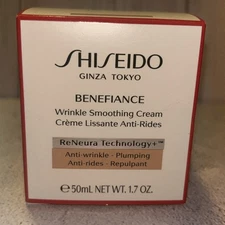 SHISEIDO
GINZA TOKYO
BENEFIANCE
Wrinkle Smoothing Cream
Crème Lissante Anti-Rides
ReNeura Technology+™
Anti-wrinkle - Plumping
Anti-rides - Repulpant
e 50mL NET WT. 1.7 OZ.